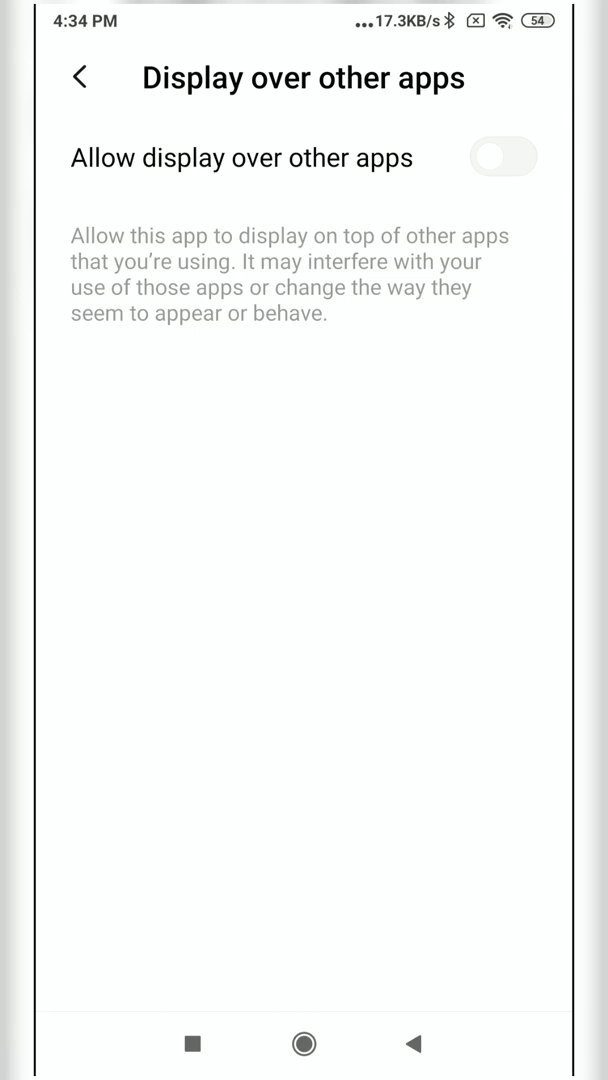 4:34 PM
...17.3KB/s 54
Display over other apps
Allow display over other apps
Allow this app to display on top of other apps
that you’re using. It may interfere with your
use of those apps or change the way they
seem to appear or behave.